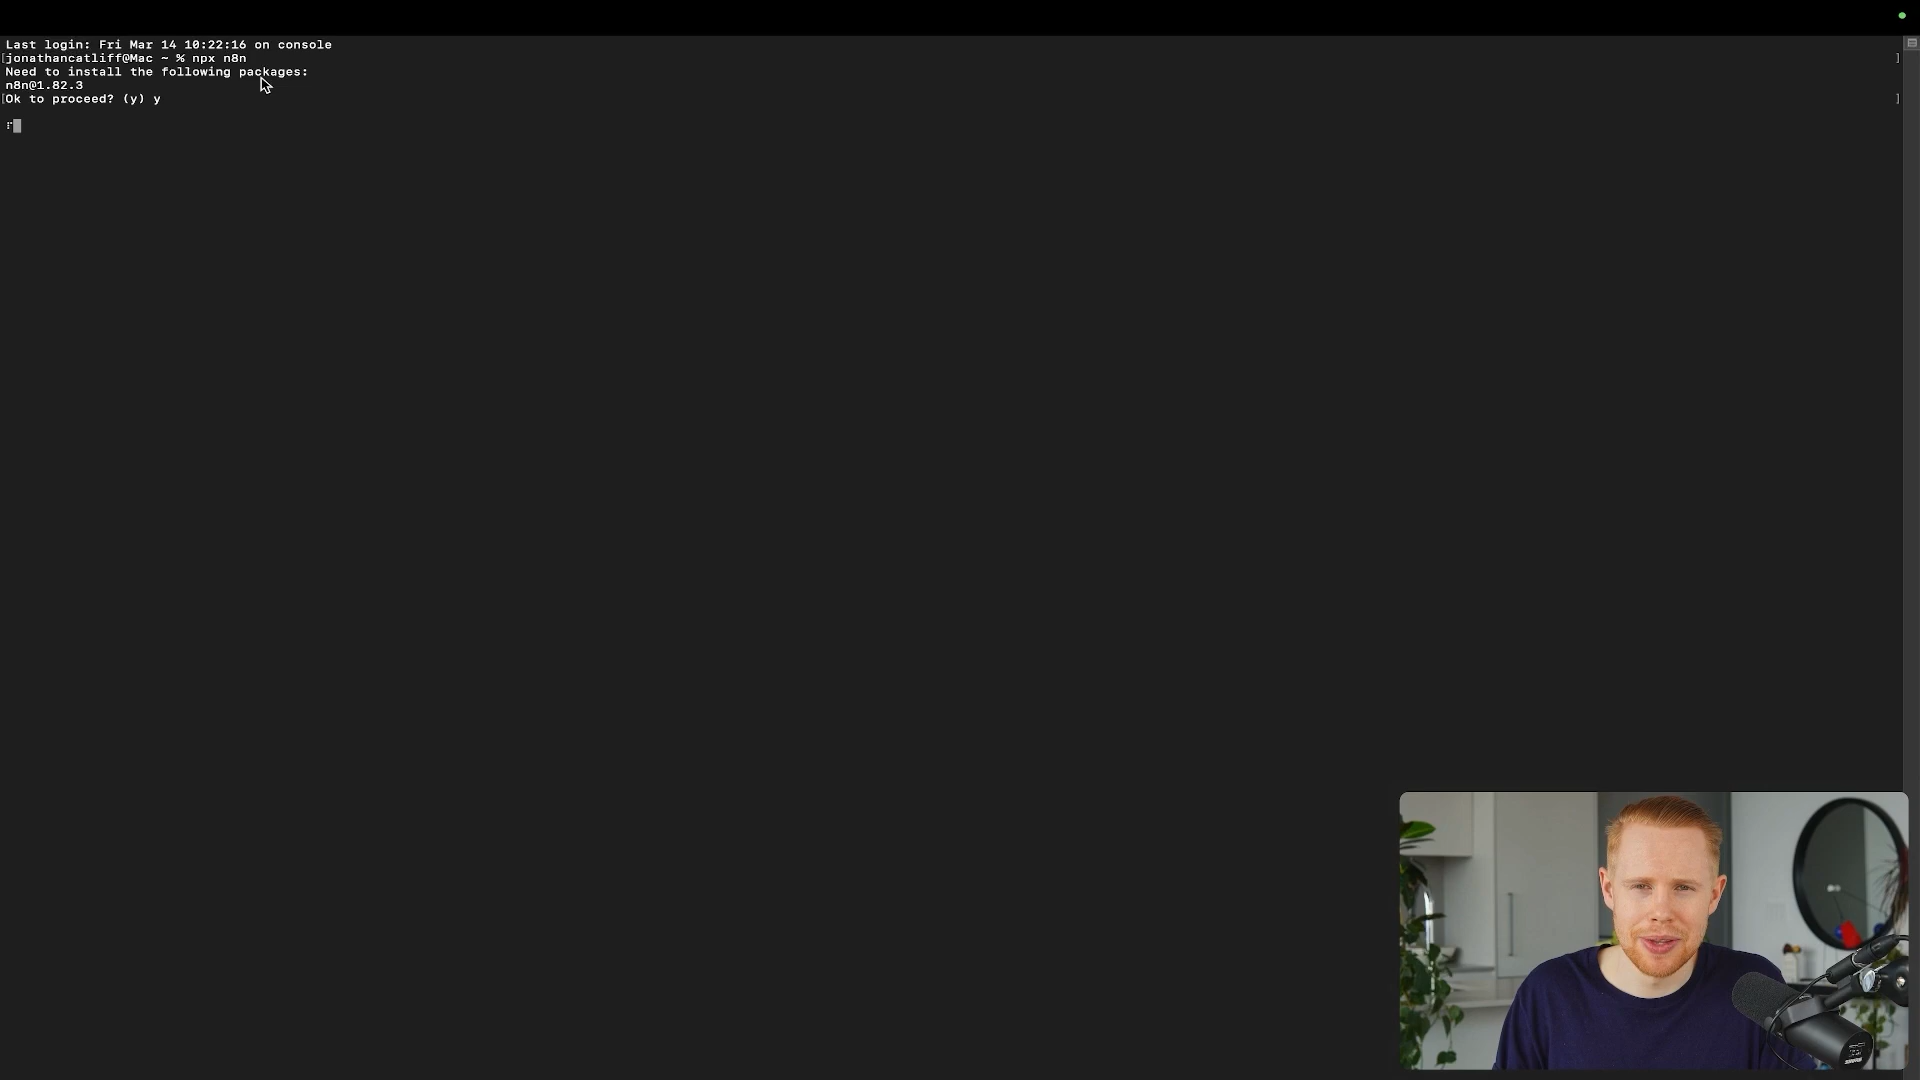 Last login: Fri Mar 14 10:22:16 on console
[jonathancatliff@Mac ~ % npx n8n ]
Need to install the following packages:
n8n@1.82.3
[Ok to proceed? (y) y ]